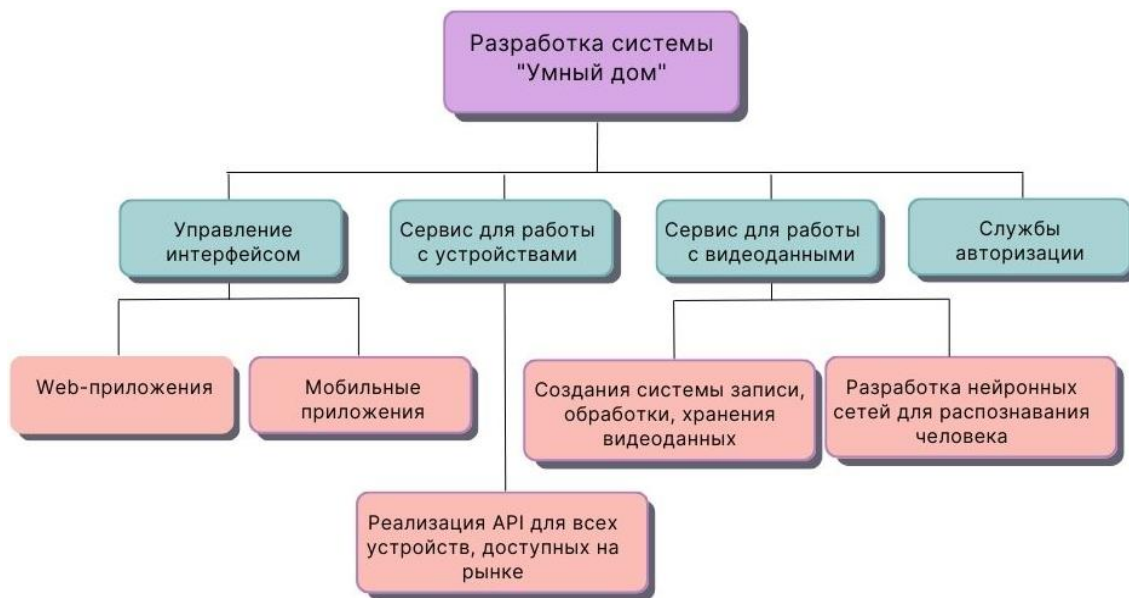 Разработка системы
"Умный дом"
Управление
интерфейсом
Сервис для работы
с устройствами
Сервис для работы
с видеоданными
Службы
авторизации
Web-приложения
Мобильные
приложения
Создания системы записи,
обработки, хранения
видеоданных
Разработка нейронных
сетей для распознавания
человека
Реализация API для всех
устройств, доступных на
рынке